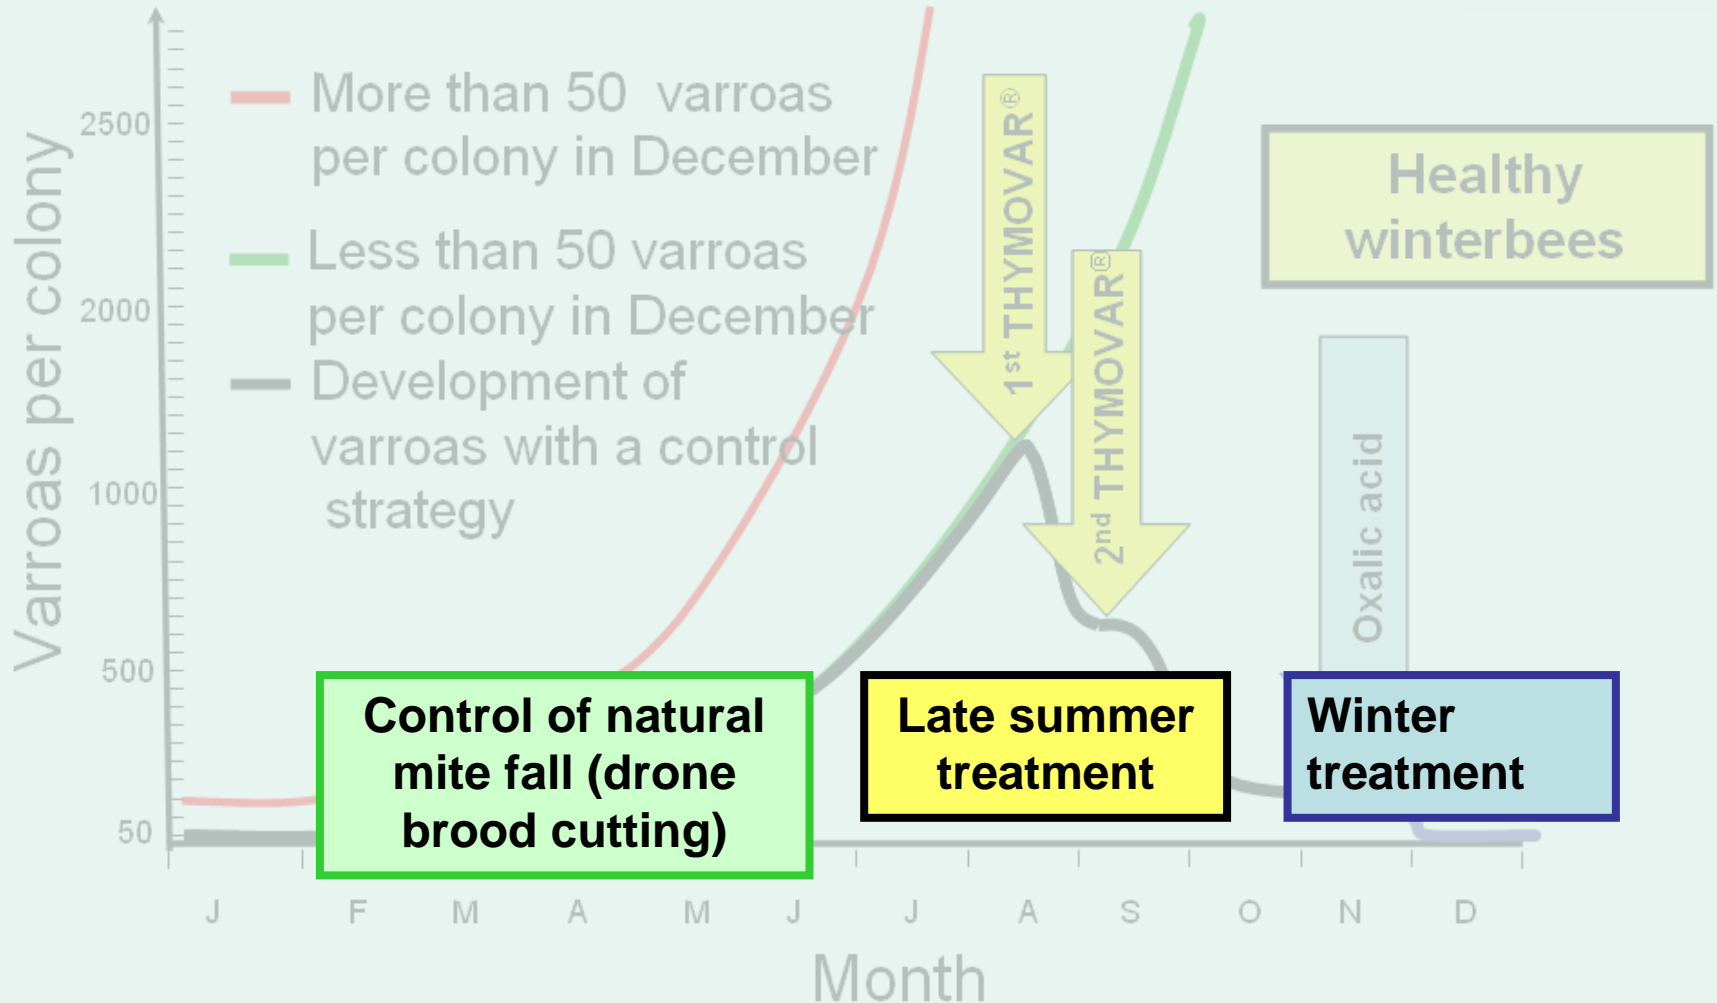 Varroas per colony
2500
2000
1000
500
50
More than 50 varroas
per colony in December
Less than 50 varroas
per colony in December
Development of
varroas with a control
strategy
1st THYMOVAR®
2nd THYMOVAR®
Healthy
winterbees
Oxalic acid
Control of natural
mite fall (drone
brood cutting)
Late summer
treatment
Winter
treatment
J F M A M J J A S O N D
Month